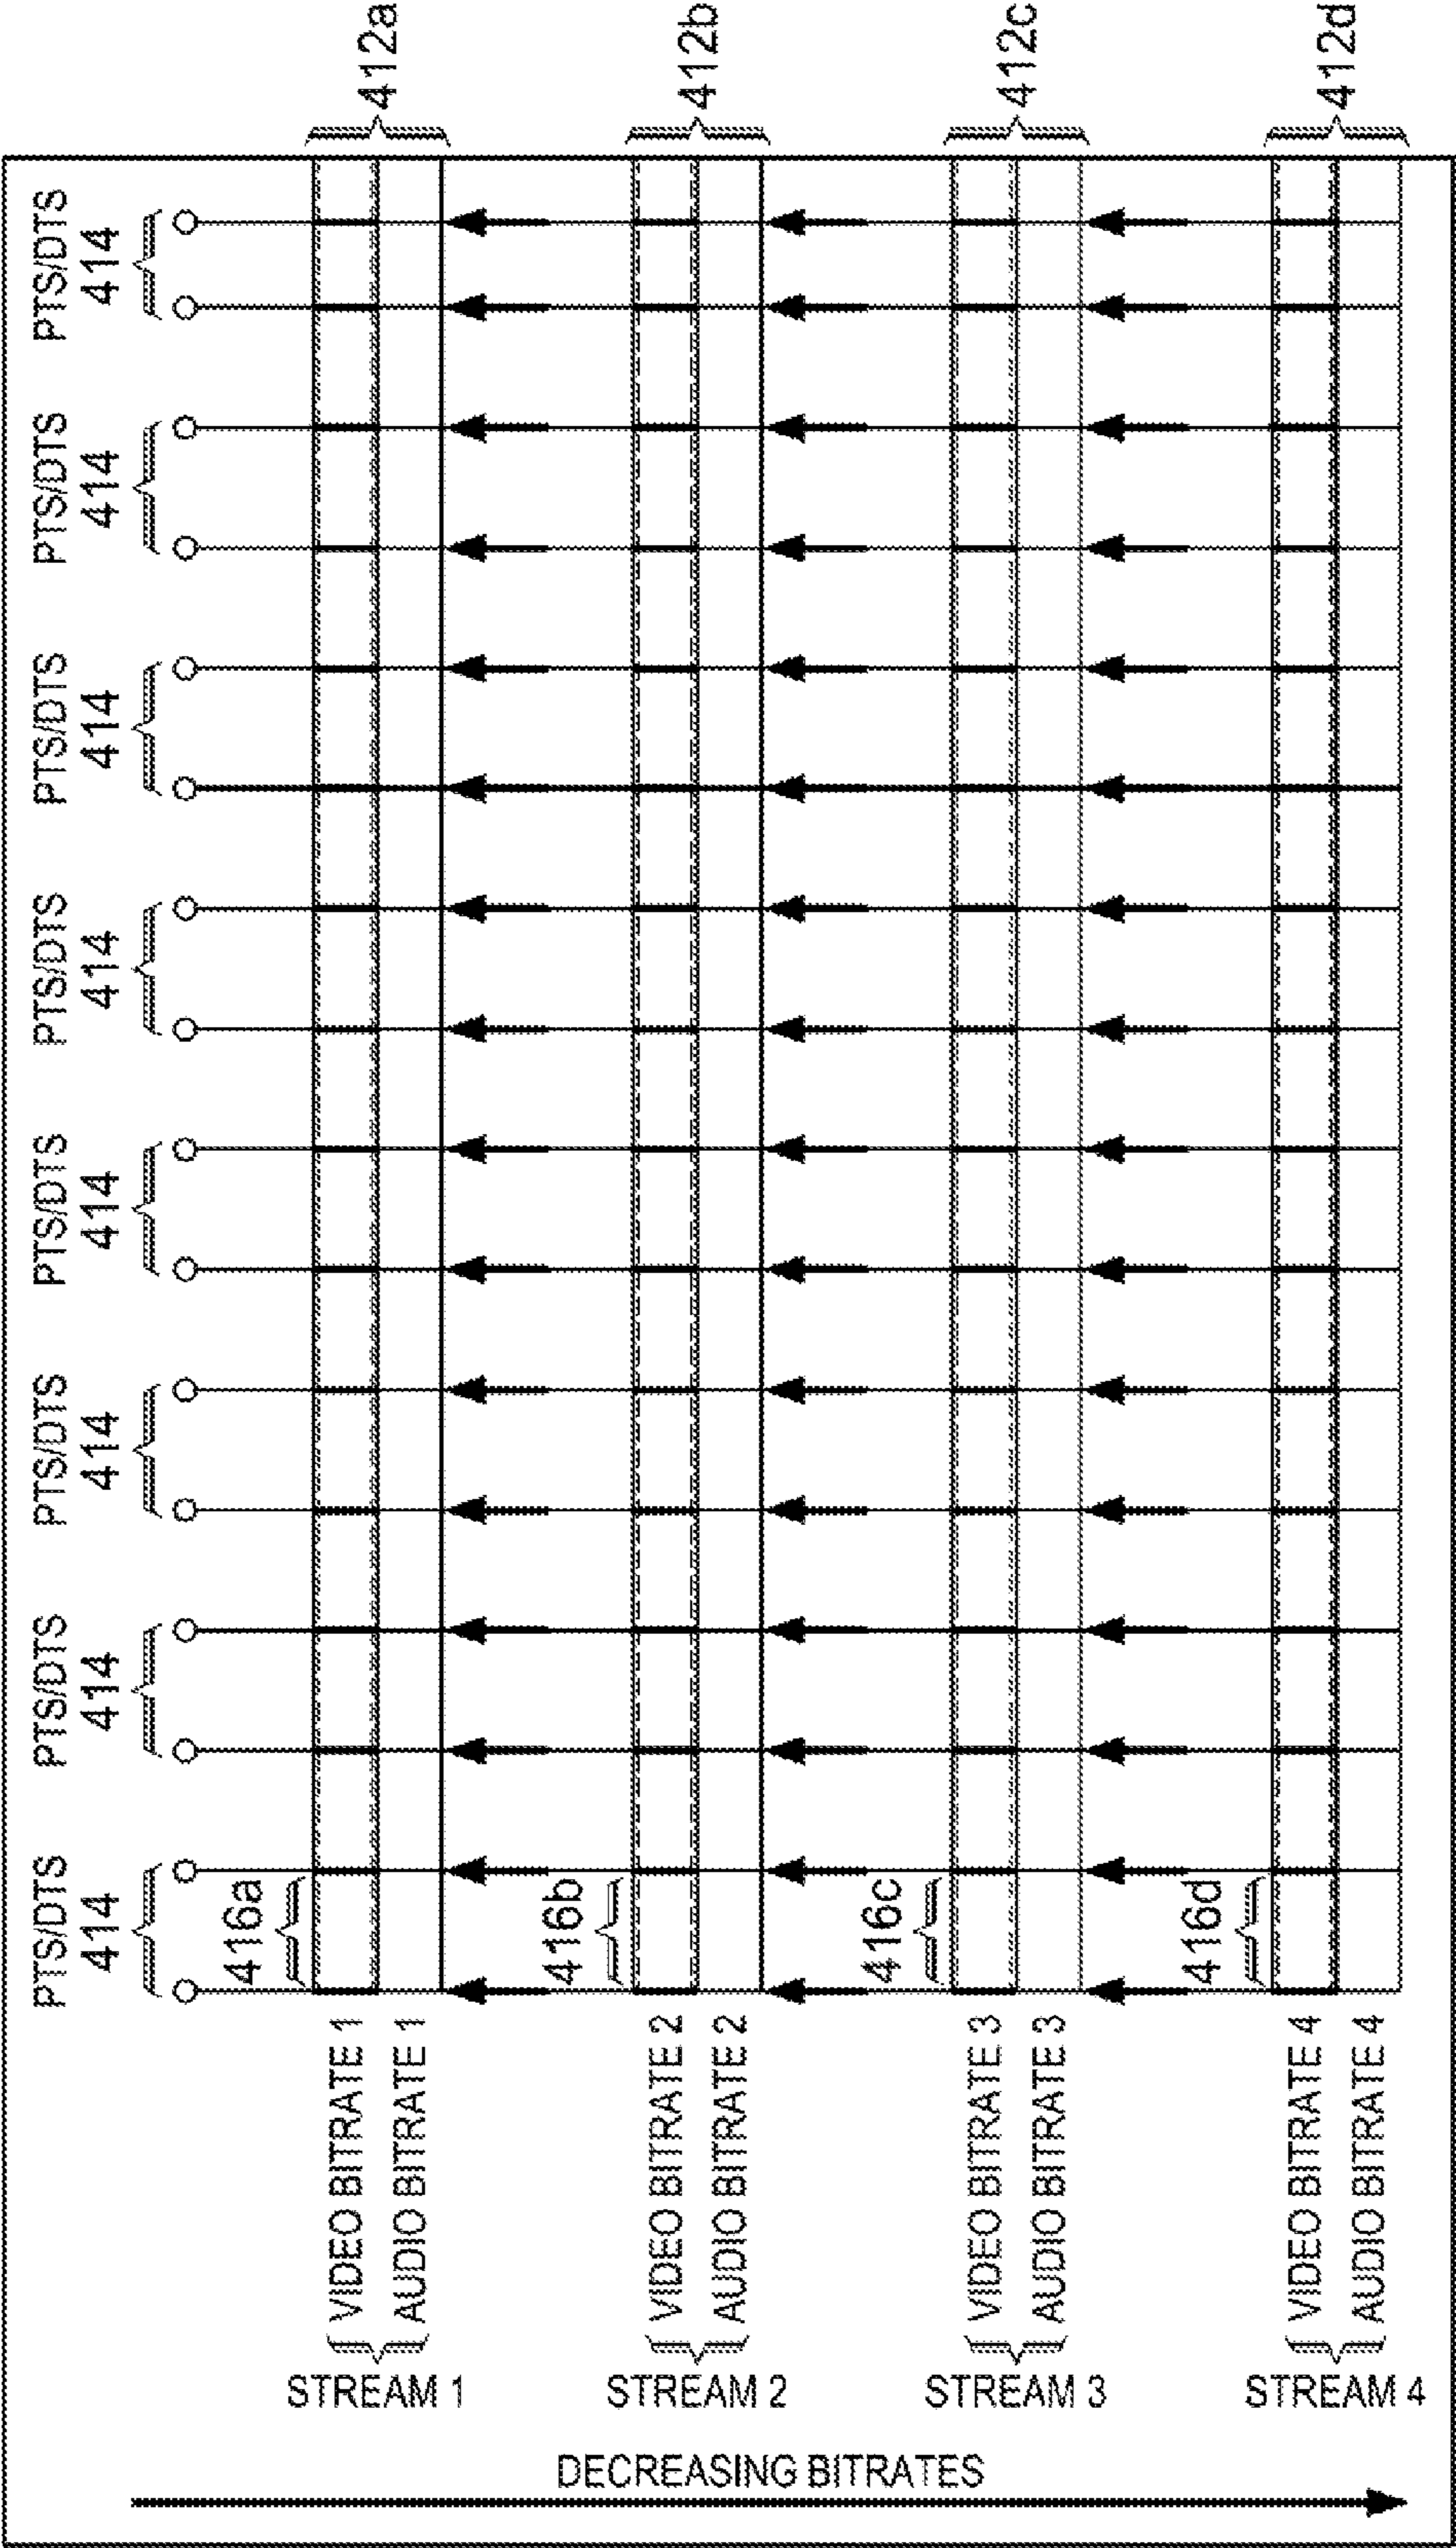 PTS/DTS
414
PTS/DTS
414
PTS/DTS
414
PTS/DTS
414
PTS/DTS
414
PTS/DTS
414
PTS/DTS
414
PTS/DTS
414
STREAM 1
VIDEO BITRATE 1
AUDIO BITRATE 1
416a
412a
STREAM 2
VIDEO BITRATE 2
AUDIO BITRATE 2
416b
412b
STREAM 3
VIDEO BITRATE 3
AUDIO BITRATE 3
416c
412c
STREAM 4
VIDEO BITRATE 4
AUDIO BITRATE 4
416d
412d
DECREASING BITRATES